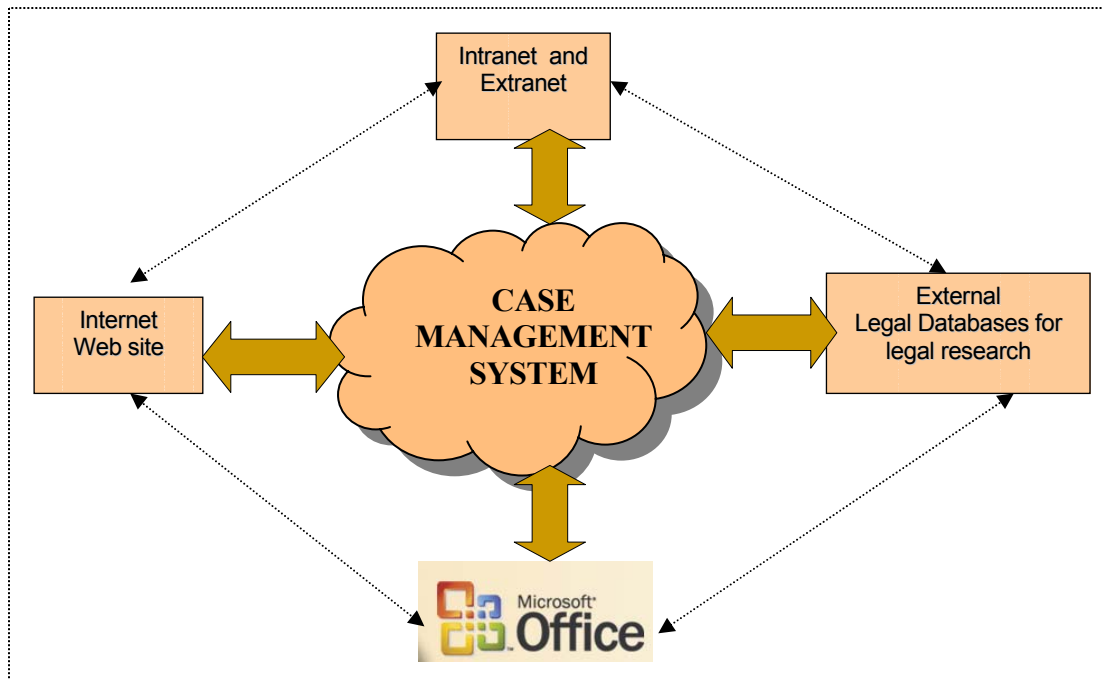 Intranet and
Extranet
CASE
MANAGEMENT
SYSTEM
Internet
Web site
External
Legal Databases for
legal research
Microsoft®
Office